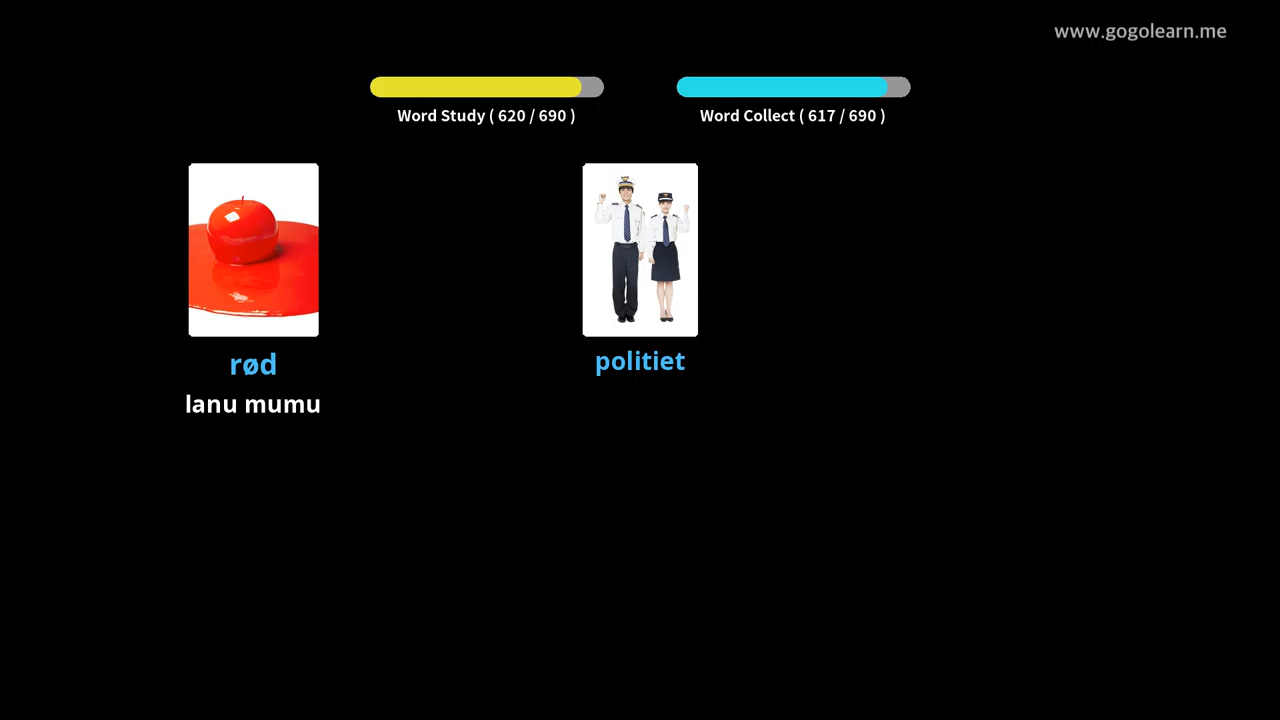 www.gogolearn.me
Word Study ( 620 / 690 )
Word Collect ( 617 / 690 )
rød
lanu mumu
politiet